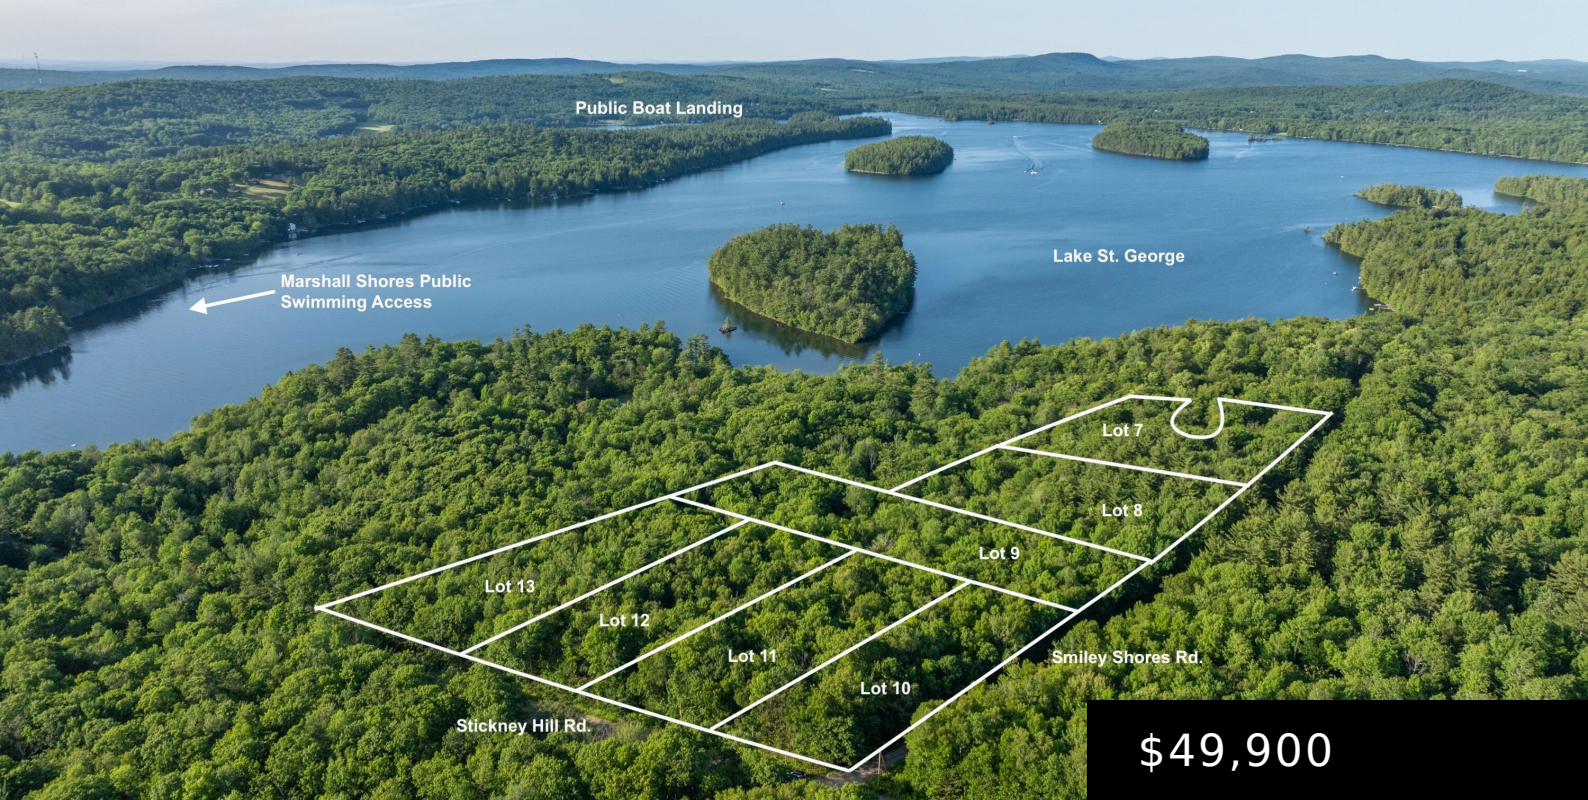 Public Boat Landing
Lake St. George
Marshall Shores Public
Swimming Access
Lot 7
Lot 8
Lot 9
Lot 13
Lot 12
Lot 11
Lot 10
Smiley Shores Rd.
Stickney Hill Rd.
$49,900